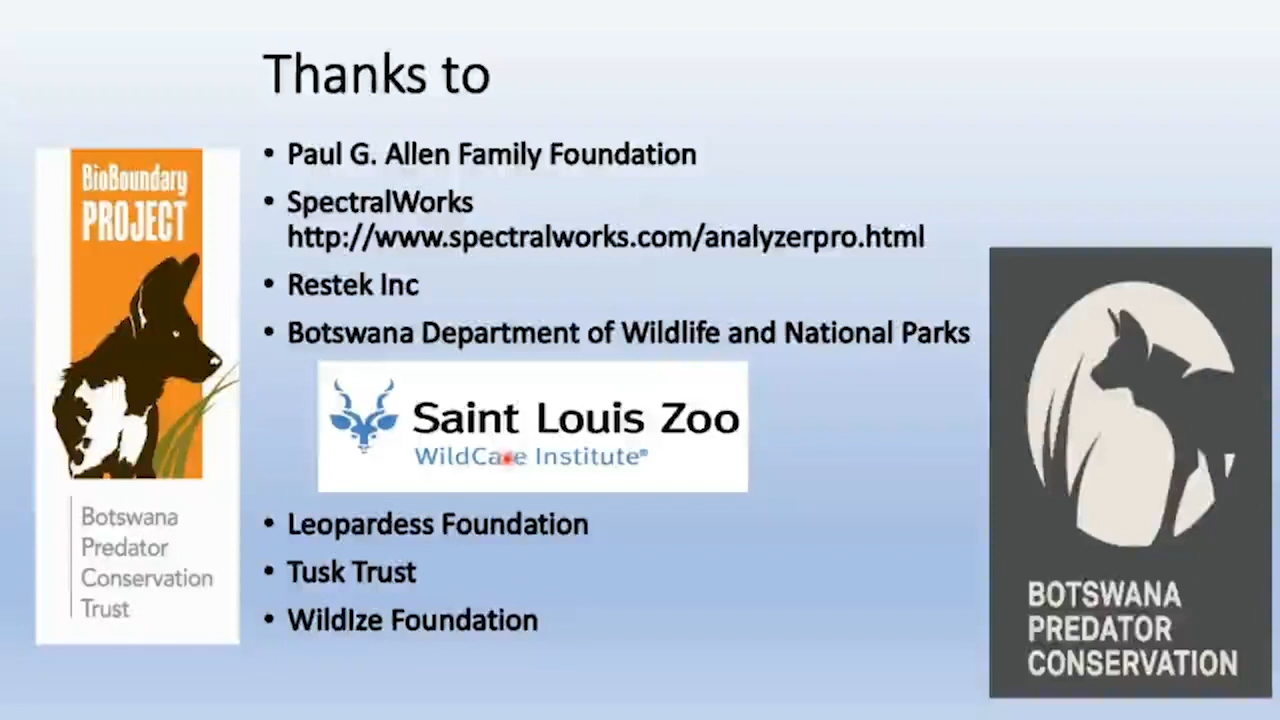 Thanks to
• Paul G. Allen Family Foundation
• SpectralWorks
http://www.spectralworks.com/analyzerpro.html
• Restek Inc
• Botswana Department of Wildlife and National Parks
Saint Louis Zoo
WildCare Institute®
• Leopardess Foundation
• Tusk Trust
• WildIze Foundation
BioBoundary
PROJECT
Botswana
Predator
Conservation
Trust
BOTSWANA
PREDATOR
CONSERVATION